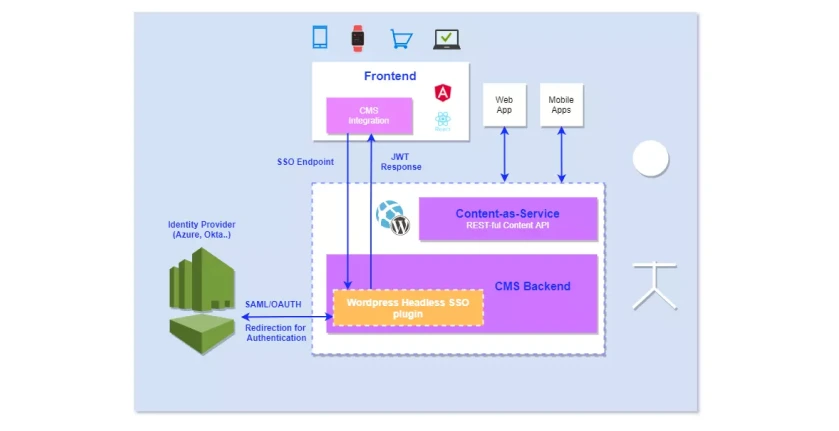 Frontend
CMS
Integration
React
Web
App
Mobile
Apps
SSO Endpoint
JWT
Response
Content-as-Service
REST-ful Content API
Identity Provider
(Azure, Okta..)
CMS Backend
Wordpress Headless SSO
plugin
SAML/OAUTH
Redirection for
Authentication